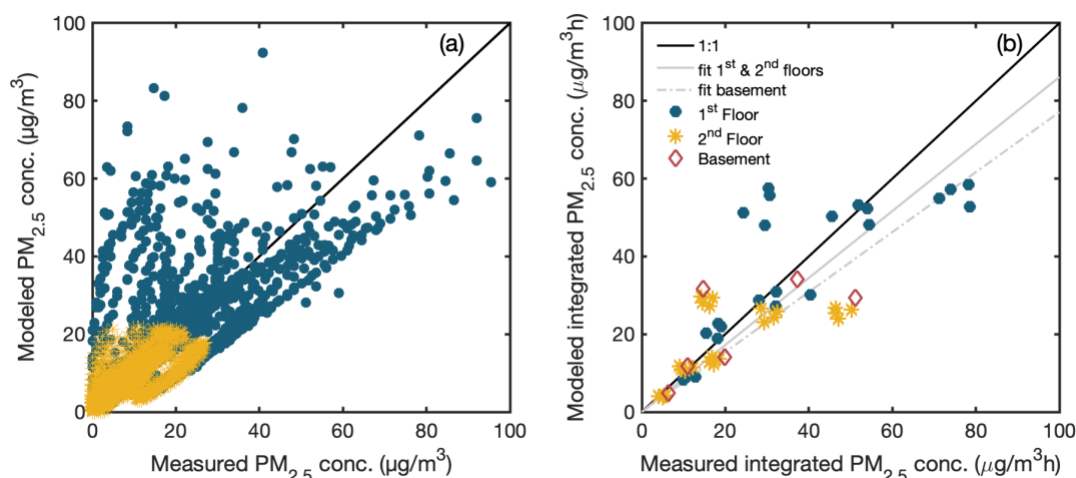 100
80
60
40
20
0
Modeled PM2.5 conc. (μg/m³)
(a)
0 20 40 60 80 100
Measured PM2.5 conc. (μg/m³)
100
80
60
40
20
0
Modeled integrated PM2.5 conc. (μg/m³h)
(b)
1:1
fit 1st & 2nd floors
fit basement
1st Floor
2nd Floor
Basement
0 20 40 60 80 100
Measured integrated PM2.5 conc. (μg/m³h)